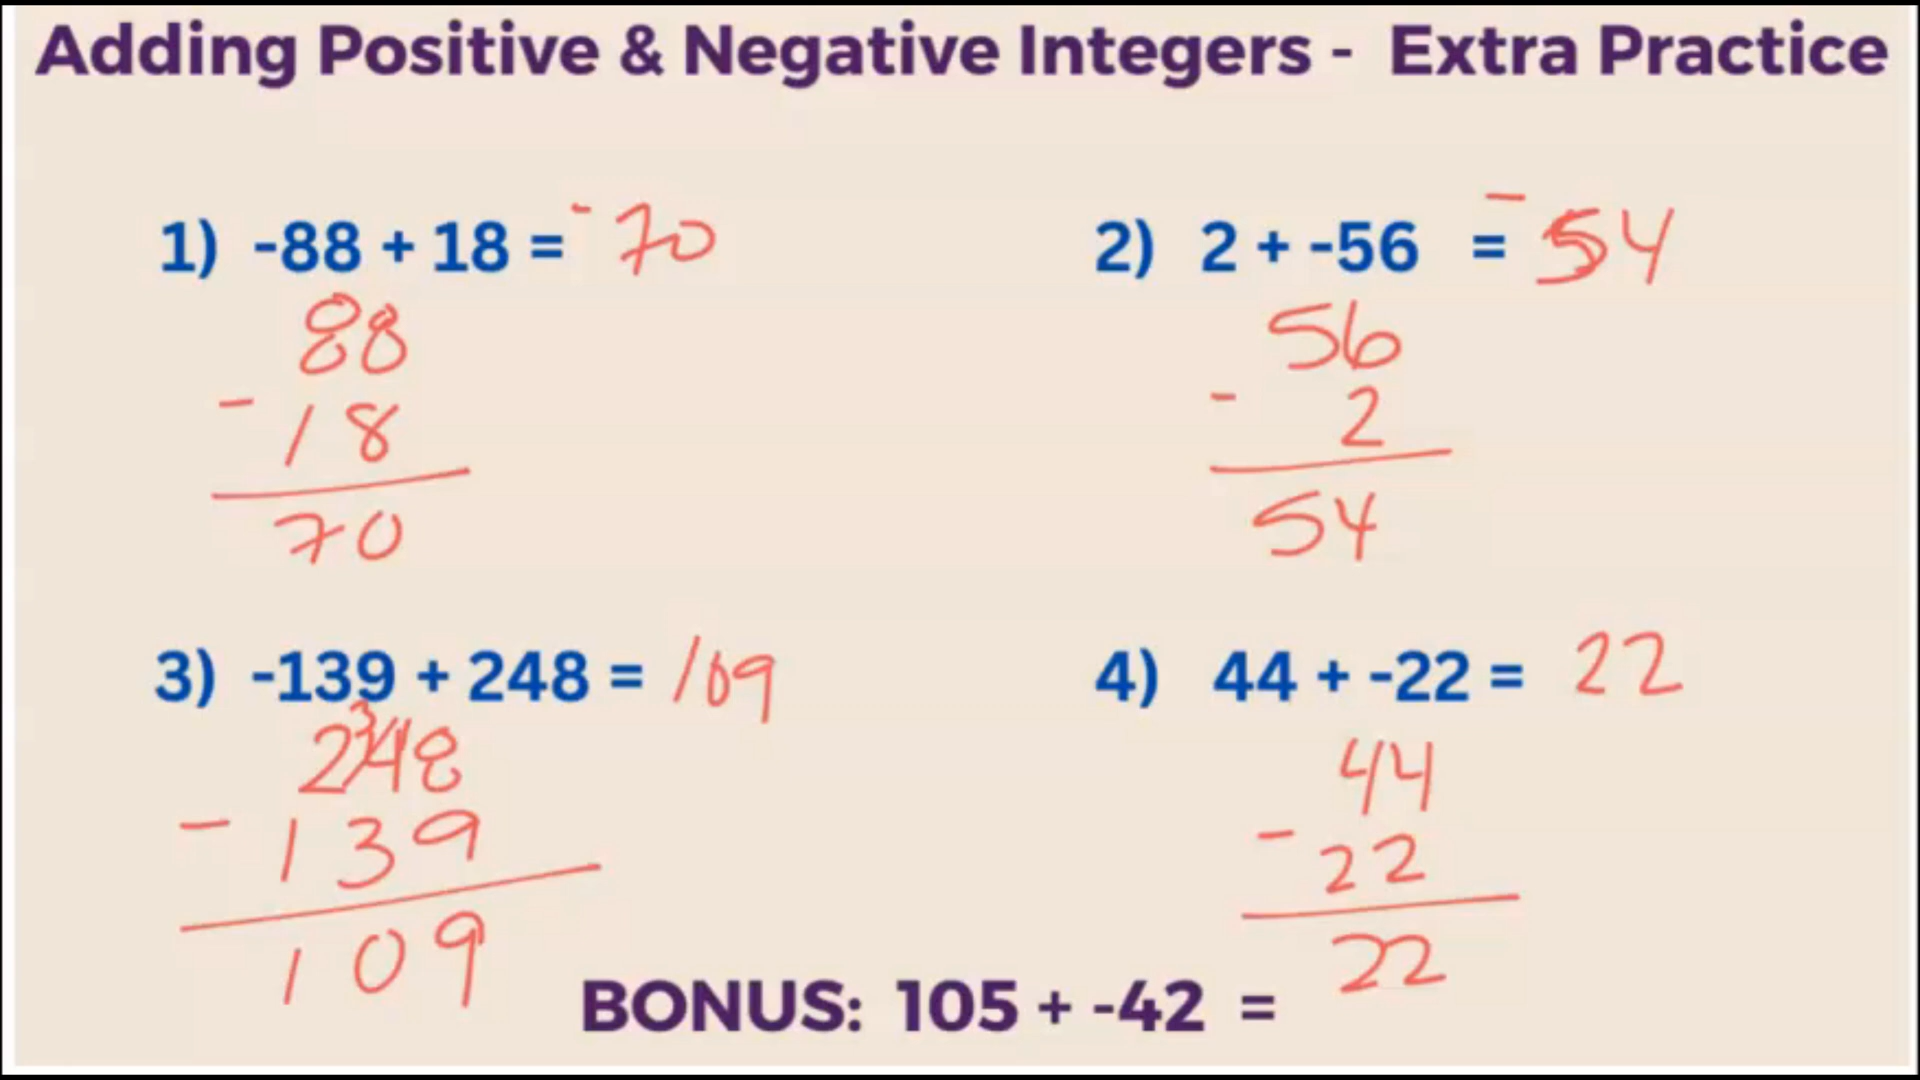 Adding Positive & Negative Integers - Extra Practice
1) -88 + 18 = -70
88
- 18
70
2) 2 + -56 = -54
56
- 2
54
3) -139 + 248 = 109
3
248
- 139
109
4) 44 + -22 = 22
44
- 22
22
BONUS: 105 + -42 =